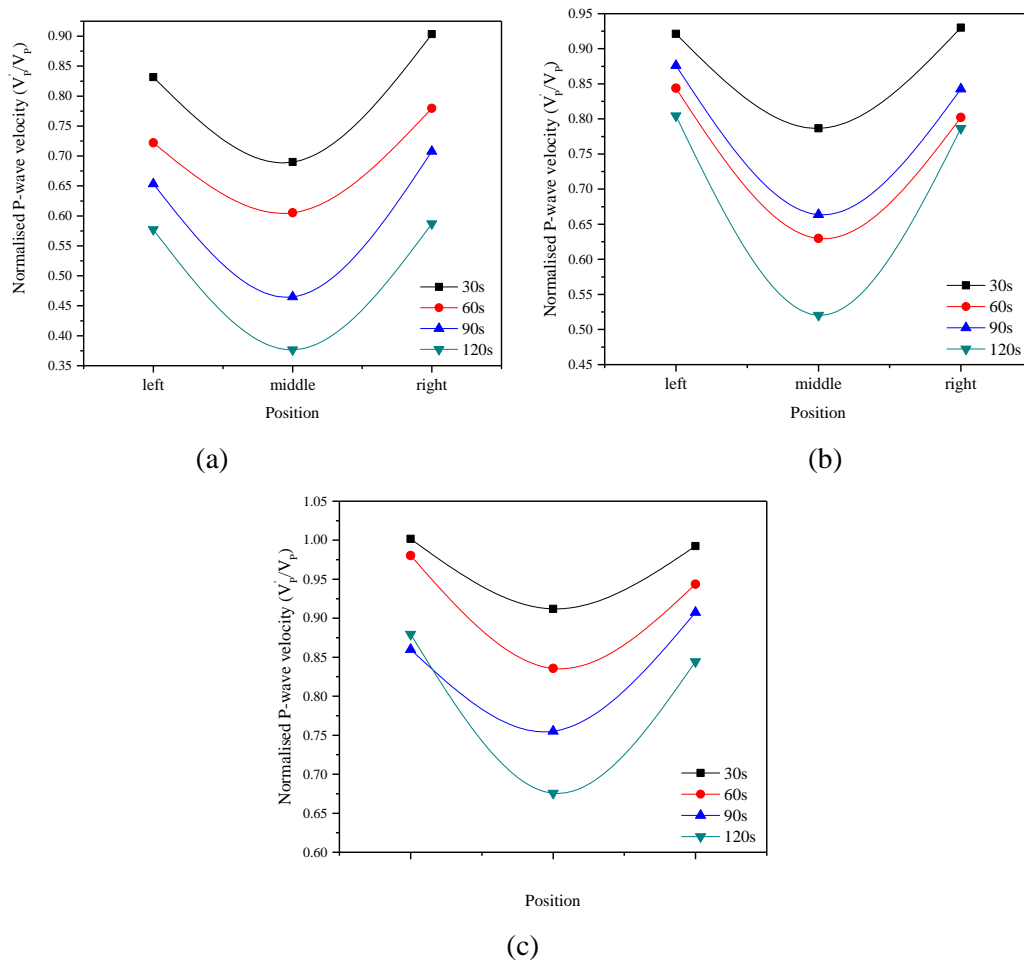 Normalised P-wave velocity (V'P/VP)
0.90
0.85
0.80
0.75
0.70
0.65
0.60
0.55
0.50
0.45
0.40
0.35
30s
60s
90s
120s
left middle right
Position
(a)
Normalised P-wave velocity (V'P/VP)
0.95
0.90
0.85
0.80
0.75
0.70
0.65
0.60
0.55
0.50
0.45
30s
60s
90s
120s
left middle right
Position
(b)
Normalised P-wave velocity (V'P/VP)
1.05
1.00
0.95
0.90
0.85
0.80
0.75
0.70
0.65
0.60
30s
60s
90s
120s
Position
(c)